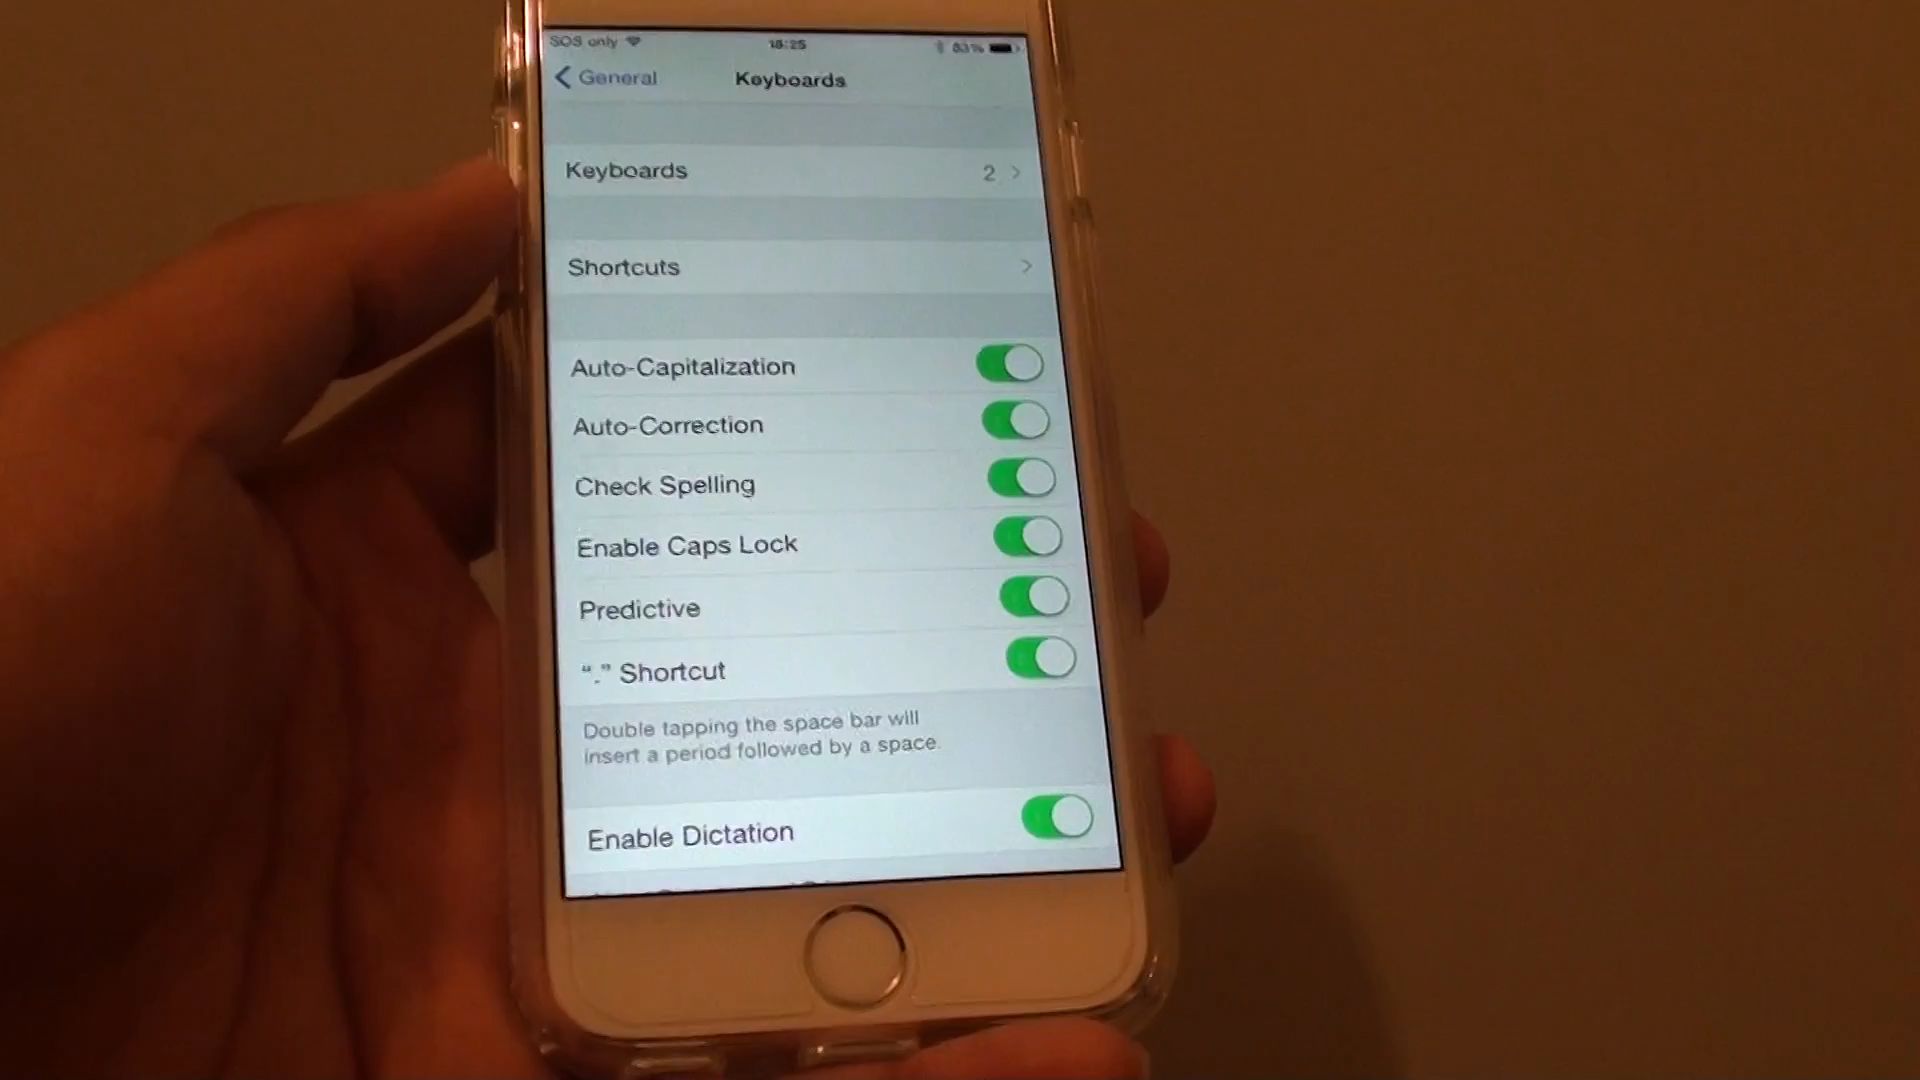 SOS only 18:25 83%
General Keyboards
Keyboards 2
Shortcuts
Auto-Capitalization
Auto-Correction
Check Spelling
Enable Caps Lock
Predictive
“.” Shortcut
Double tapping the space bar will
insert a period followed by a space.
Enable Dictation